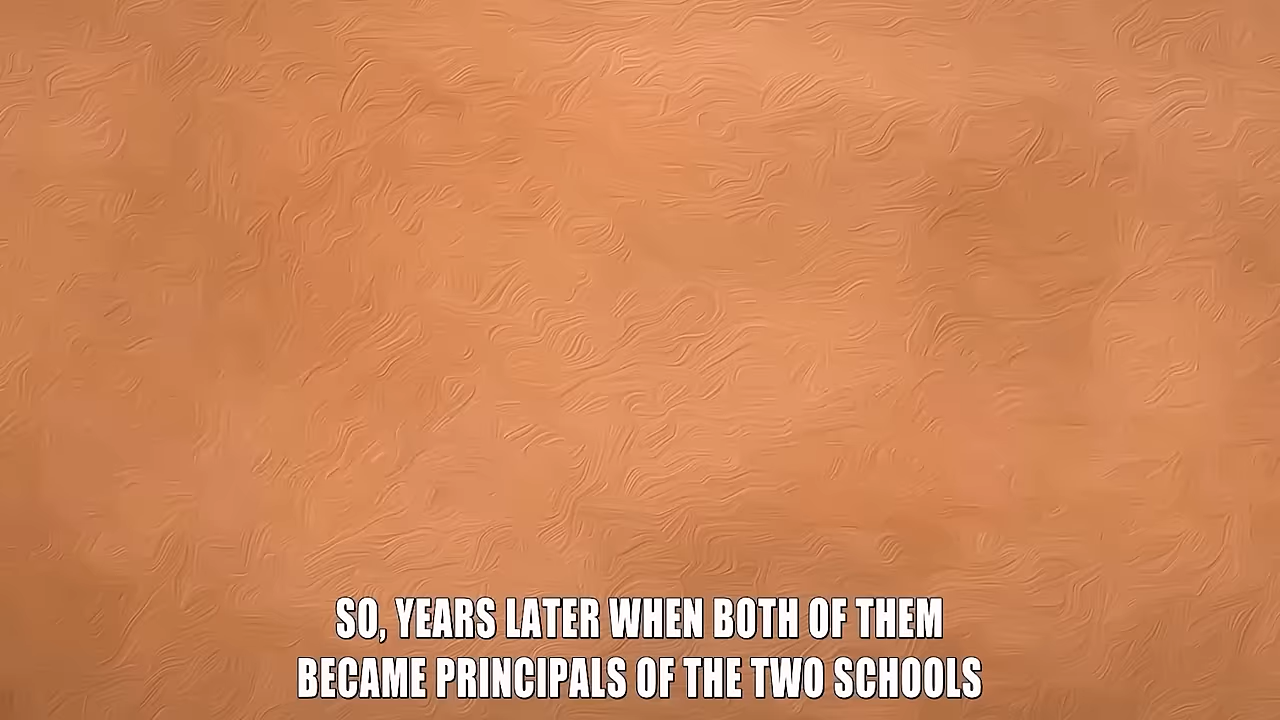 SO, YEARS LATER WHEN BOTH OF THEM
BECAME PRINCIPALS OF THE TWO SCHOOLS